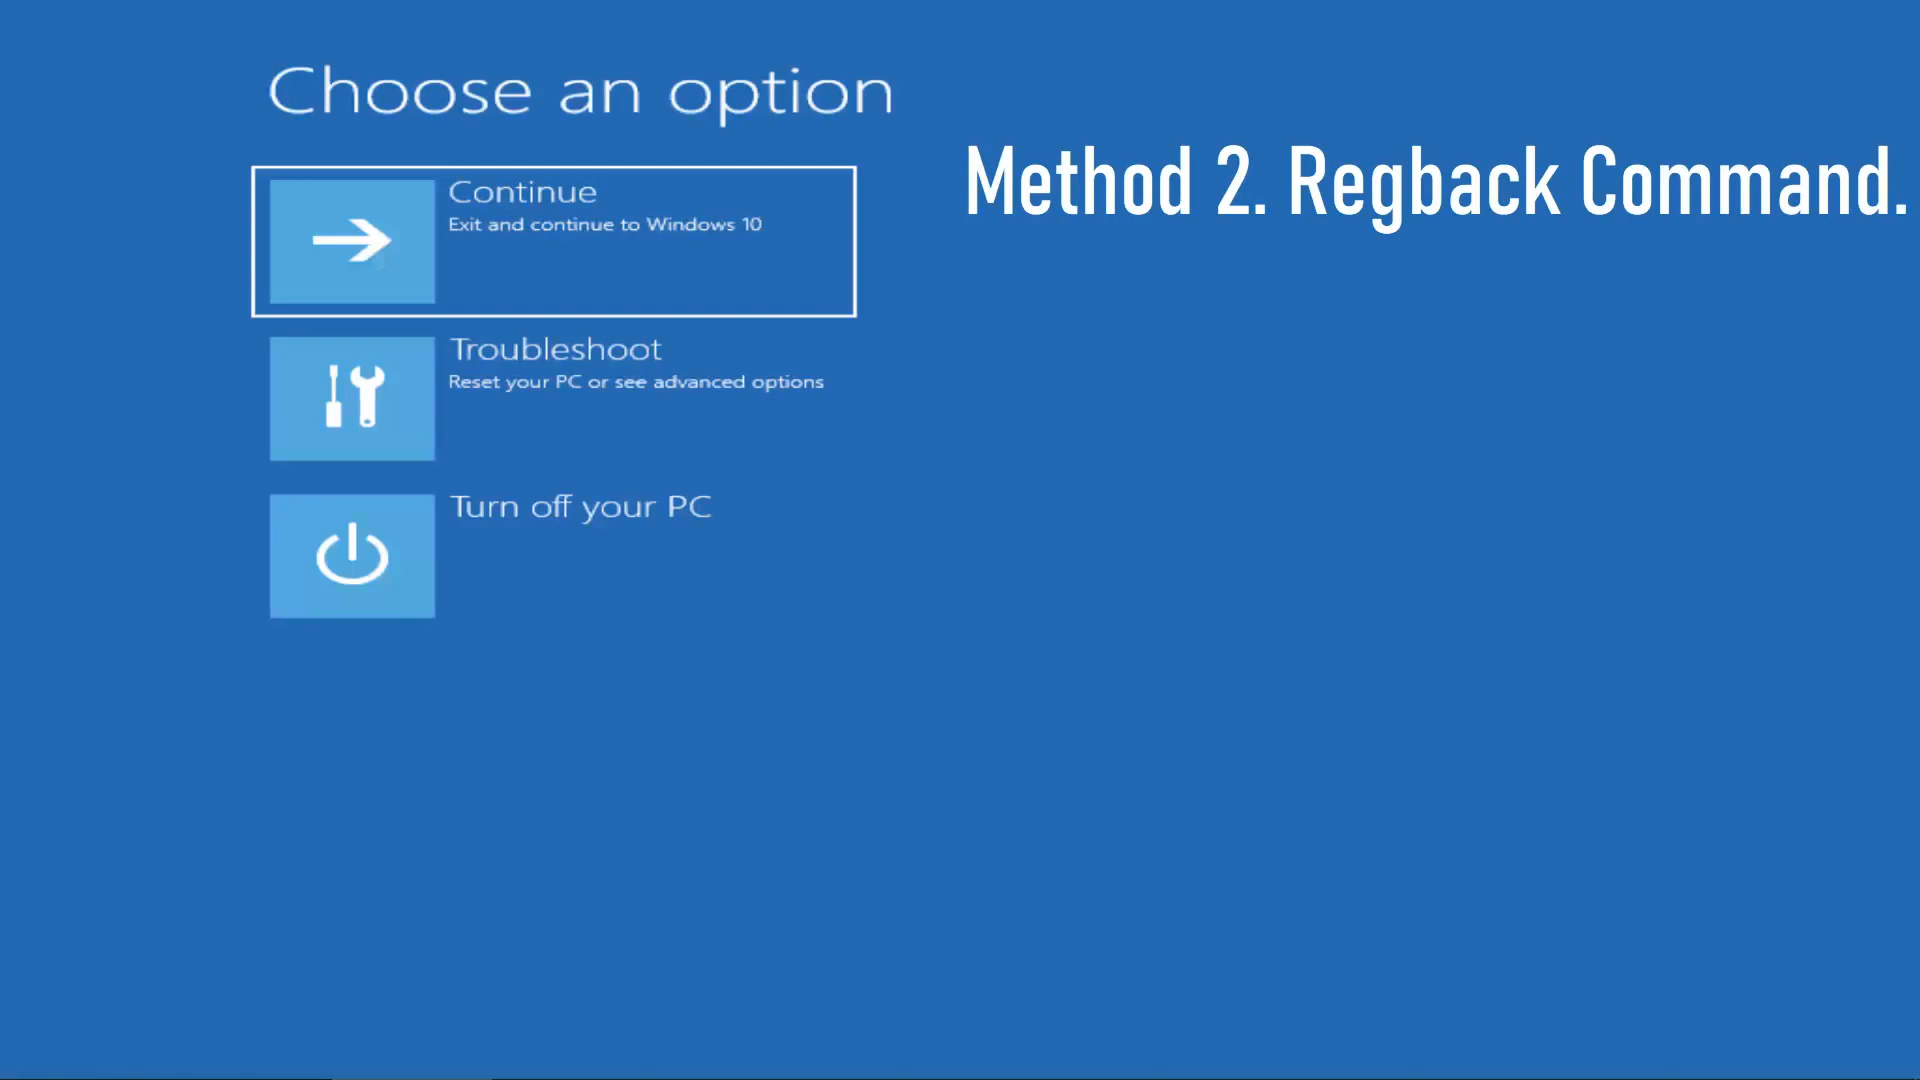 Choose an option
Method 2. Regback Command.
Continue
Exit and continue to Windows 10
Troubleshoot
Reset your PC or see advanced options
Turn off your PC